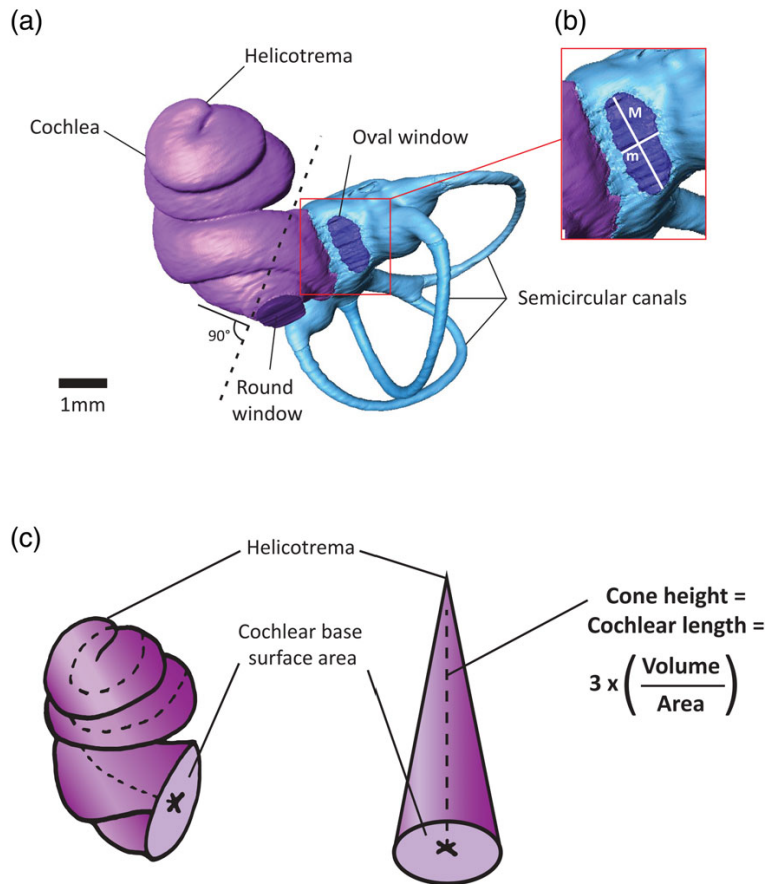 (a)
(b)
Helicotrema
Cochlea
Oval window
M
m
Semicircular canals
90°
Round
window
1mm
(c)
Helicotrema
Cochlear base
surface area
Cone height =
Cochlear length =
3 x ( Volume
Area )